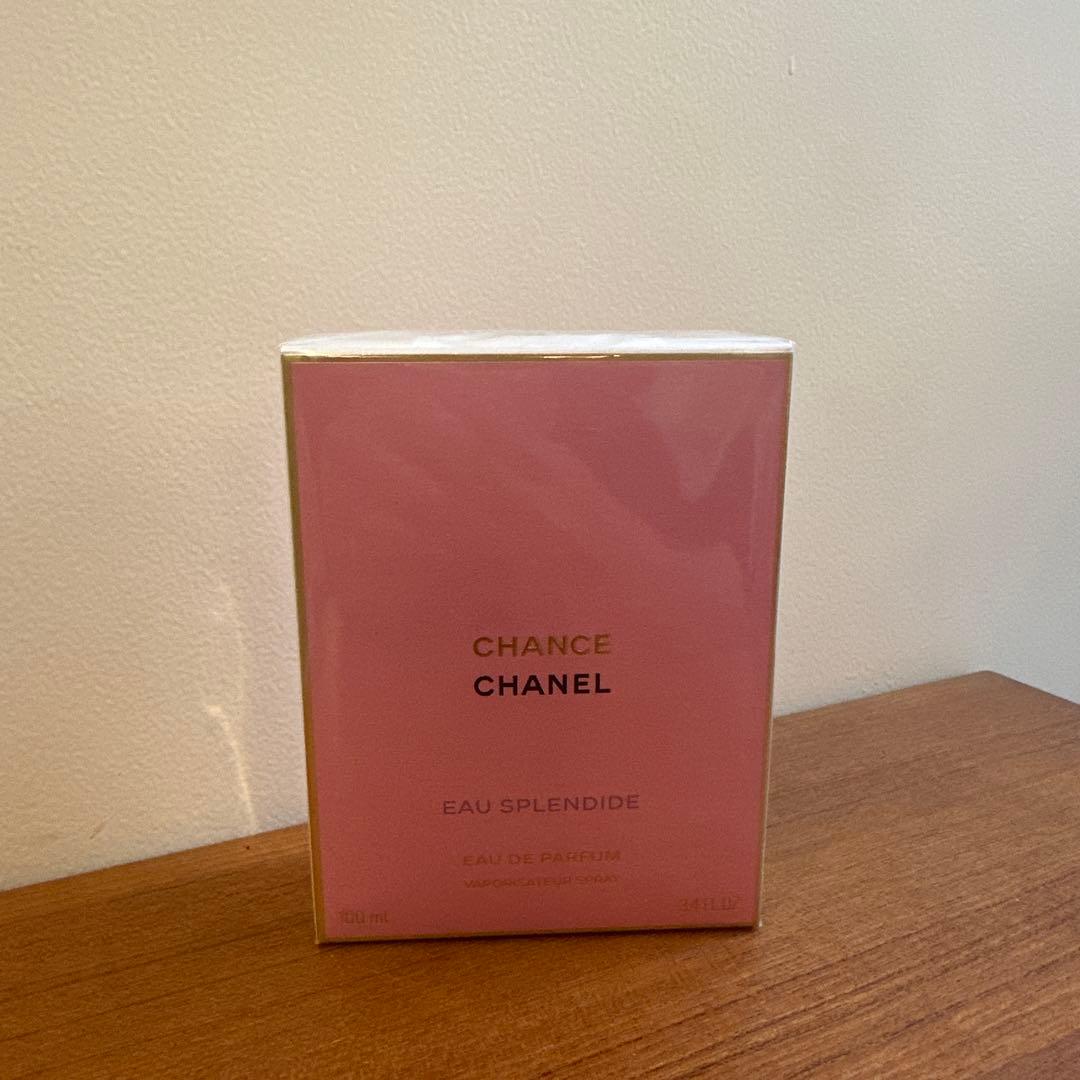 CHANCE
CHANEL
EAU SPLENDIDE
EAU DE PARFUM
VAPORISATEUR SPRAY
100 ml
3.4 FL.OZ